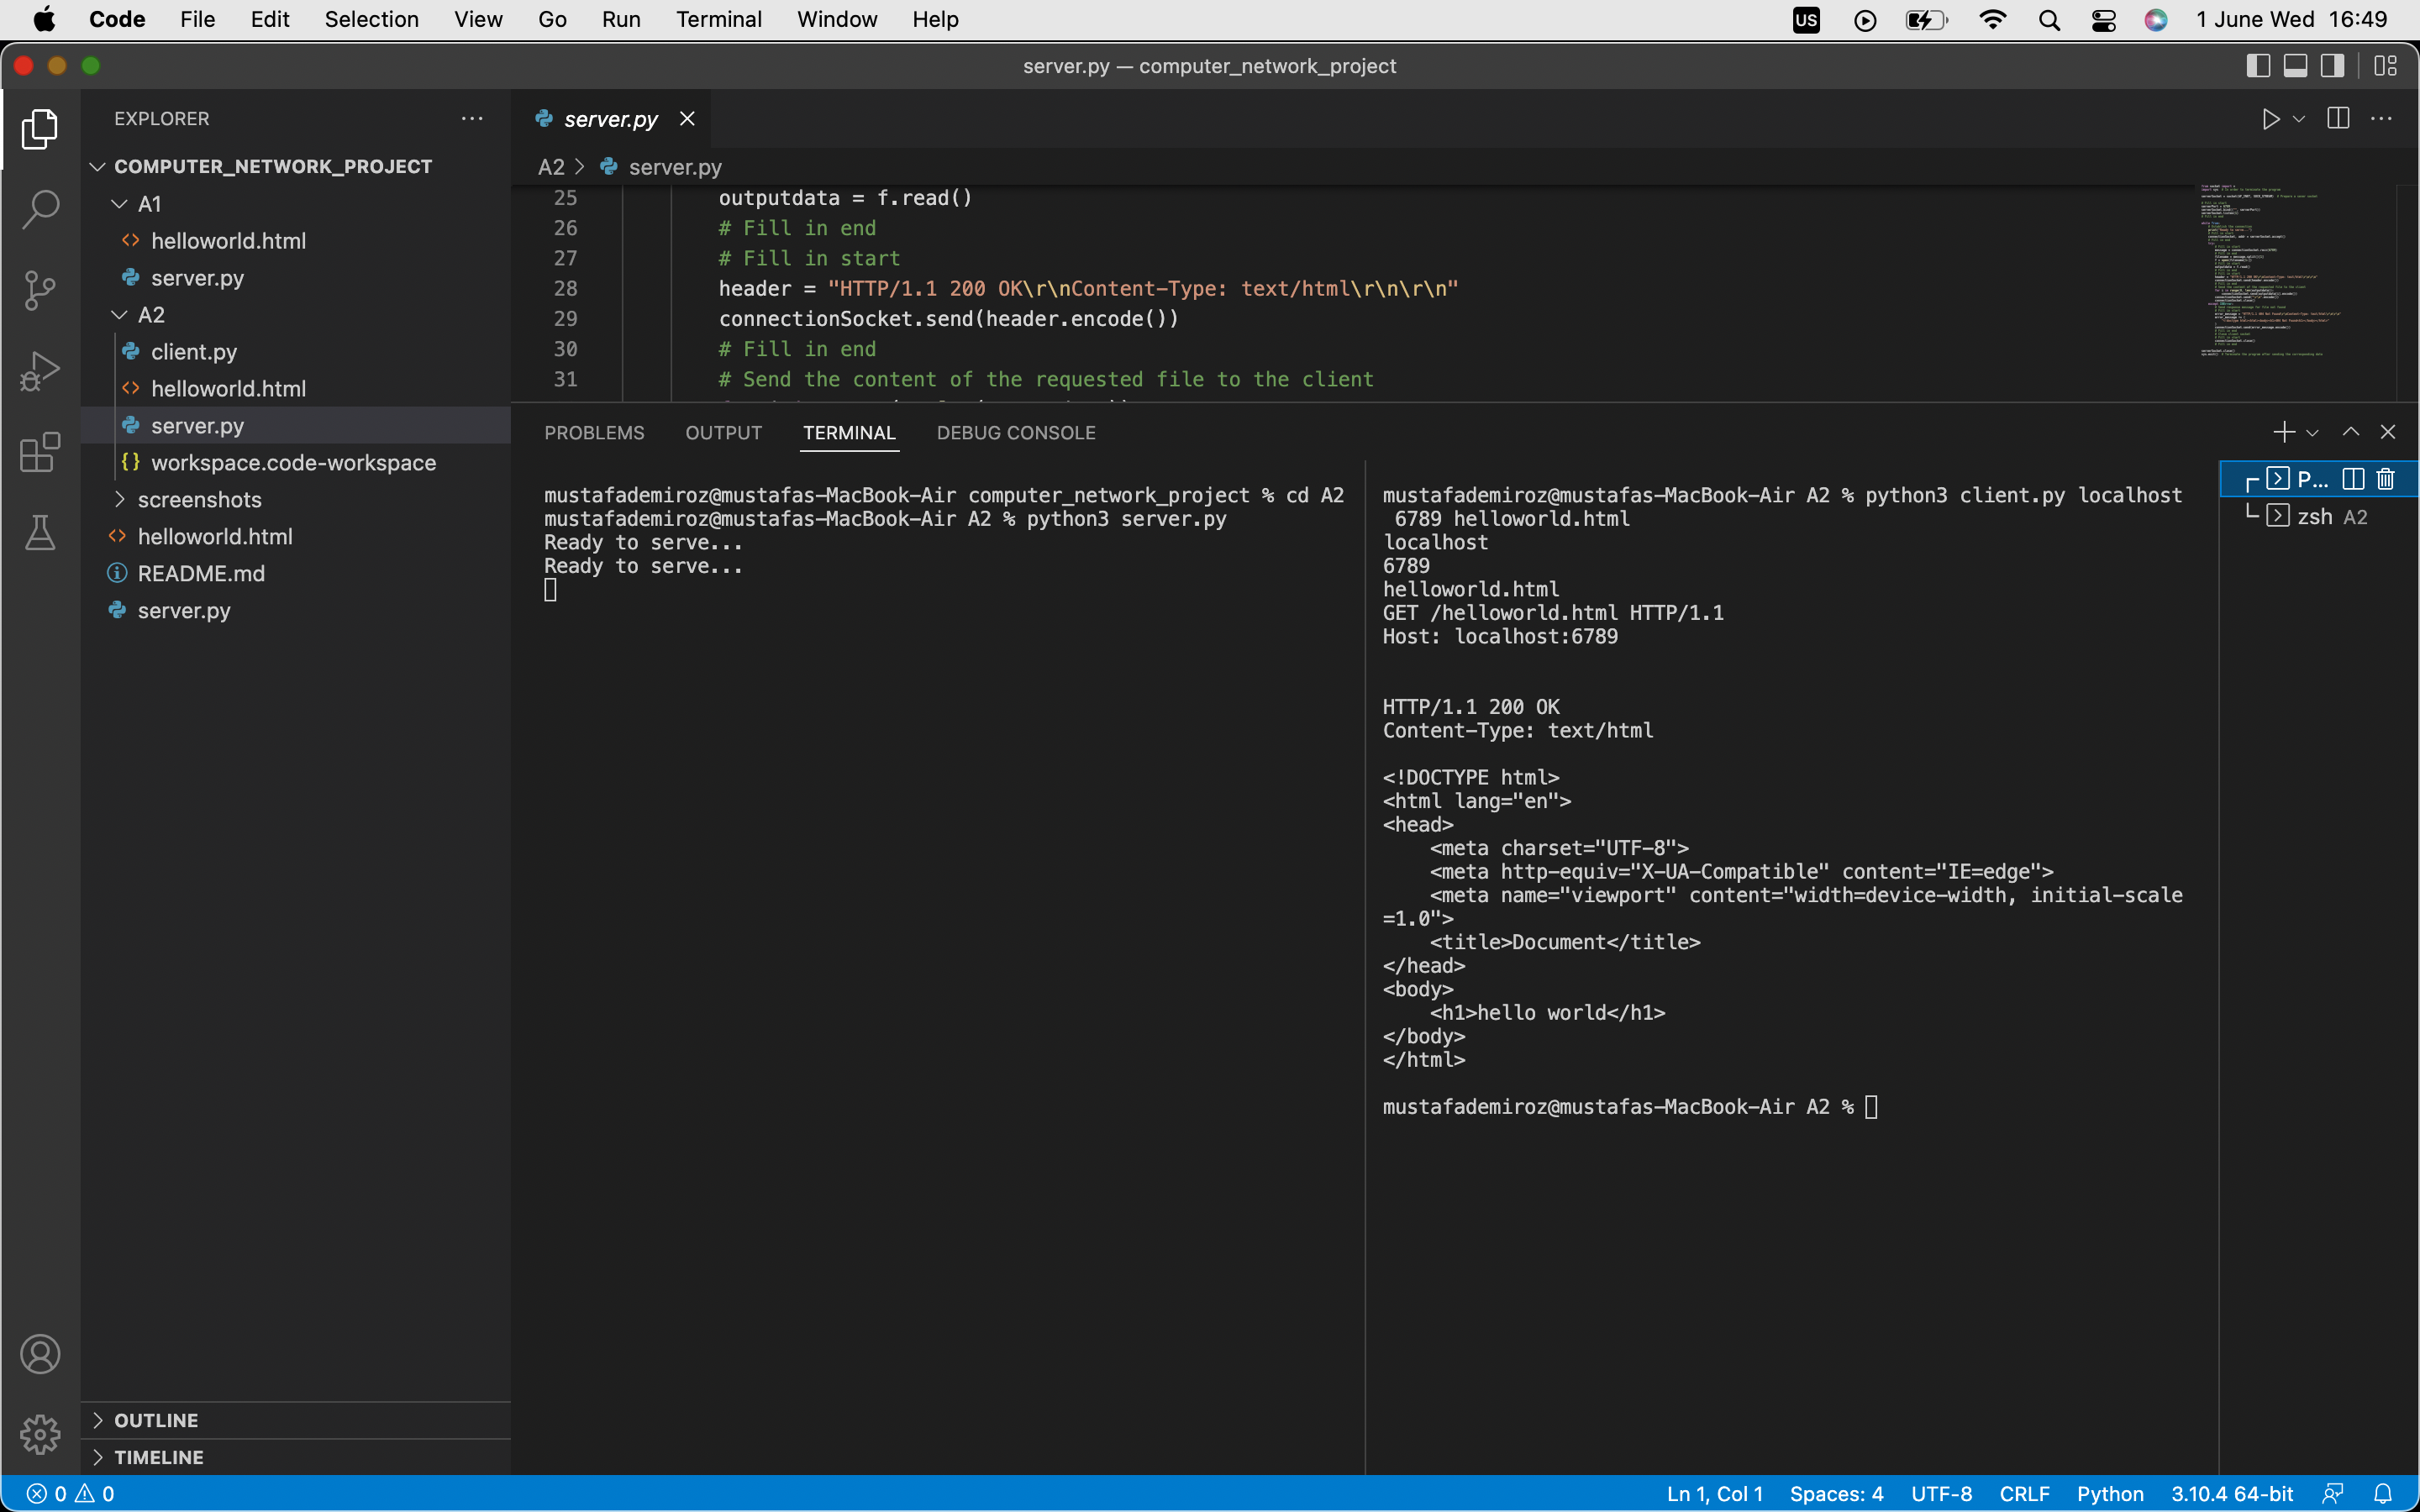 Code File Edit Selection View Go Run Terminal Window Help US 1 June Wed 16:49
server.py — computer_network_project
EXPLORER
COMPUTER_NETWORK_PROJECT
A1
helloworld.html
server.py
A2
client.py
helloworld.html
server.py
workspace.code-workspace
screenshots
helloworld.html
README.md
server.py
OUTLINE
TIMELINE
server.py
A2 > server.py
25 outputdata = f.read()
26 # Fill in end
27 # Fill in start
28 header = "HTTP/1.1 200 OK\r\nContent-Type: text/html\r\n\r\n"
29 connectionSocket.send(header.encode())
30 # Fill in end
31 # Send the content of the requested file to the client
PROBLEMS OUTPUT TERMINAL DEBUG CONSOLE
mustafademiroz@mustafas-MacBook-Air computer_network_project % cd A2
mustafademiroz@mustafas-MacBook-Air A2 % python3 server.py
Ready to serve...
Ready to serve...
mustafademiroz@mustafas-MacBook-Air A2 % python3 client.py localhost
6789 helloworld.html
localhost
6789
helloworld.html
GET /helloworld.html HTTP/1.1
Host: localhost:6789
HTTP/1.1 200 OK
Content-Type: text/html
<!DOCTYPE html>
<html lang="en">
<head>
<meta charset="UTF-8">
<meta http-equiv="X-UA-Compatible" content="IE=edge">
<meta name="viewport" content="width=device-width, initial-scale
=1.0">
<title>Document</title>
</head>
<body>
<h1>hello world</h1>
</body>
</html>
mustafademiroz@mustafas-MacBook-Air A2 %
P...
zsh A2
0 0 Ln 1, Col 1 Spaces: 4 UTF-8 CRLF Python 3.10.4 64-bit